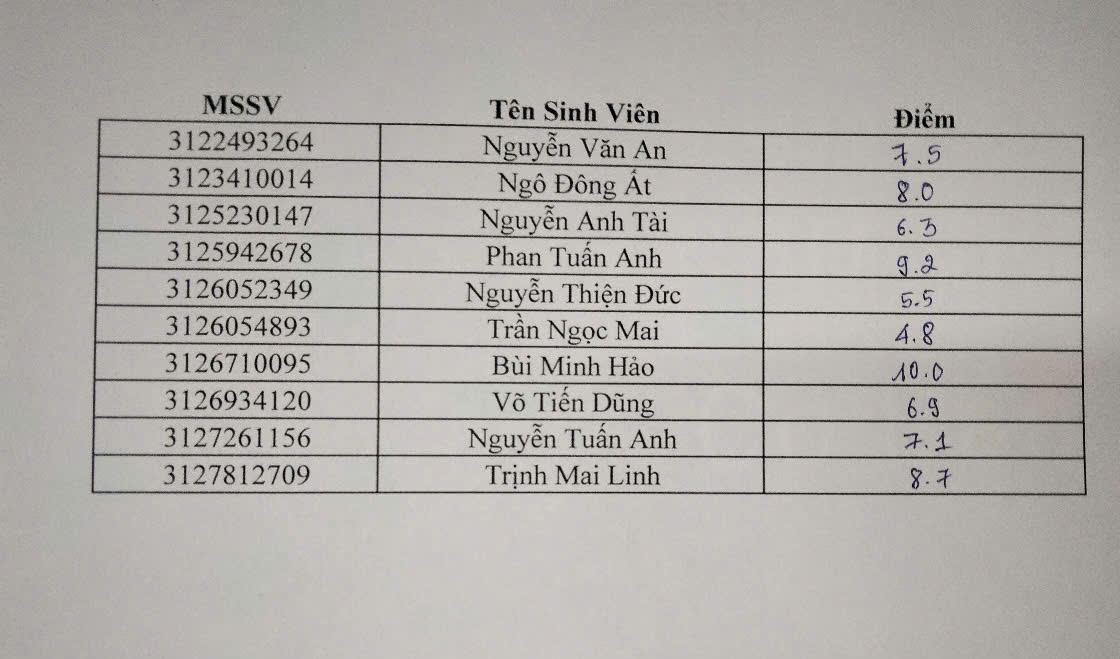 MSSV Tên Sinh Viên Điểm
3122493264 Nguyễn Văn An 7.5
3123410014 Ngô Đông Ất 8.0
3125230147 Nguyễn Anh Tài 6.3
3125942678 Phan Tuấn Anh 9.2
3126052349 Nguyễn Thiện Đức 5.5
3126054893 Trần Ngọc Mai 4.8
3126710095 Bùi Minh Hảo 10.0
3126934120 Võ Tiến Dũng 6.9
3127261156 Nguyễn Tuấn Anh 7.1
3127812709 Trịnh Mai Linh 8.7